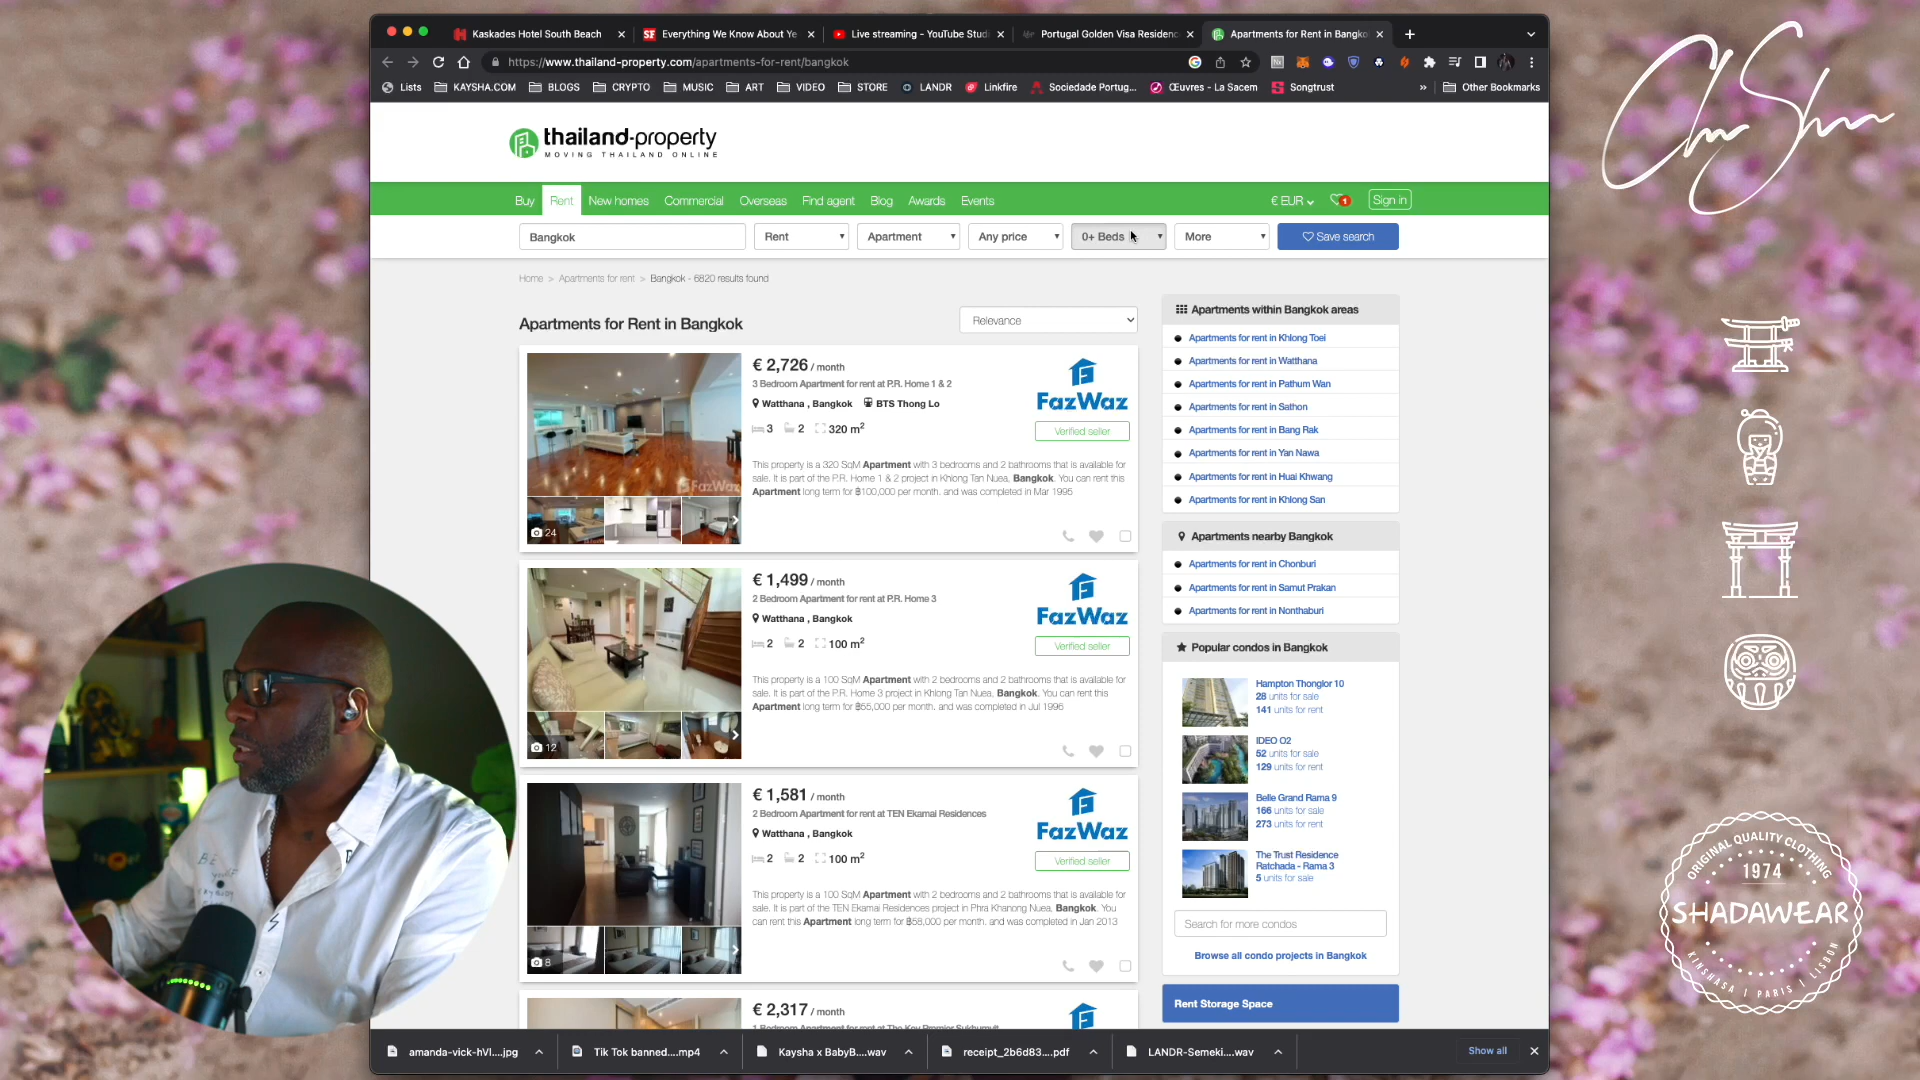 Kaskades Hotel South Beach
Everything We Know About Ye
Live streaming - YouTube Studi
Portugal Golden Visa Residenc
Apartments for Rent in Bangko
https://www.thailand-property.com/apartments-for-rent/bangkok
Lists
KAYSHA.COM
BLOGS
CRYPTO
MUSIC
ART
VIDEO
STORE
LANDR
Linkfire
Sociedade Portug...
Œuvres - La Sacem
Songtrust
»
Other Bookmarks
thailand-property
MOVING THAILAND ONLINE
Buy Rent New homes Commercial Overseas Find agent Blog Awards Events
€ EUR
1
Sign in
Bangkok
Rent
Apartment
Any price
0+ Beds
More
Save search
Home > Apartments for rent > Bangkok - 6820 results found
Apartments for Rent in Bangkok
Relevance
€ 2,726 / month
3 Bedroom Apartment for rent at P.R. Home 1 & 2
Watthana , Bangkok BTS Thong Lo
3 2 320 m²
FazWaz
Verified seller
This property is a 320 SqM Apartment with 3 bedrooms and 2 bathrooms that is available for
sale. It is part of the P.R. Home 1 & 2 project in Khlong Tan Nuea, Bangkok. You can rent this
Apartment long term for ฿100,000 per month, and was completed in Mar 1995
FazWaz
24
€ 1,499 / month
2 Bedroom Apartment for rent at P.R. Home 3
Watthana , Bangkok
2 2 100 m²
FazWaz
Verified seller
This property is a 100 SqM Apartment with 2 bedrooms and 2 bathrooms that is available for
sale. It is part of the P.R. Home 3 project in Khlong Tan Nuea, Bangkok. You can rent this
Apartment long term for ฿55,000 per month, and was completed in Jul 1996
12
€ 1,581 / month
2 Bedroom Apartment for rent at TEN Ekamai Residences
Watthana , Bangkok
2 2 100 m²
FazWaz
Verified seller
This property is a 100 SqM Apartment with 2 bedrooms and 2 bathrooms that is available for
sale. It is part of the TEN Ekamai Residences project in Phra Khanong Nuea, Bangkok. You
can rent this Apartment long term for ฿58,000 per month, and was completed in Jan 2013
8
€ 2,317 / month
1 Bedroom Apartment for rent at The Key Premier Sukhumvit
Apartments within Bangkok areas
Apartments for rent in Khlong Toei
Apartments for rent in Watthana
Apartments for rent in Pathum Wan
Apartments for rent in Sathon
Apartments for rent in Bang Rak
Apartments for rent in Yan Nawa
Apartments for rent in Huai Khwang
Apartments for rent in Khlong San
Apartments nearby Bangkok
Apartments for rent in Chonburi
Apartments for rent in Samut Prakan
Apartments for rent in Nonthaburi
Popular condos in Bangkok
Hampton Thonglor 10
28 units for sale
141 units for rent
IDEO O2
52 units for sale
129 units for rent
Belle Grand Rama 9
166 units for sale
273 units for rent
The Trust Residence
Ratchada - Rama 3
5 units for sale
Search for more condos
Browse all condo projects in Bangkok
Rent Storage Space
amanda-vick-hVl....jpg
Tik Tok banned....mp4
Kaysha x BabyB....wav
receipt_2b6d83....pdf
LANDR-Semeki....wav
Show all
ORIGINAL QUALITY CLOTHING
1974
SHADAWEAR
KINSHASA | PARIS | LISBON